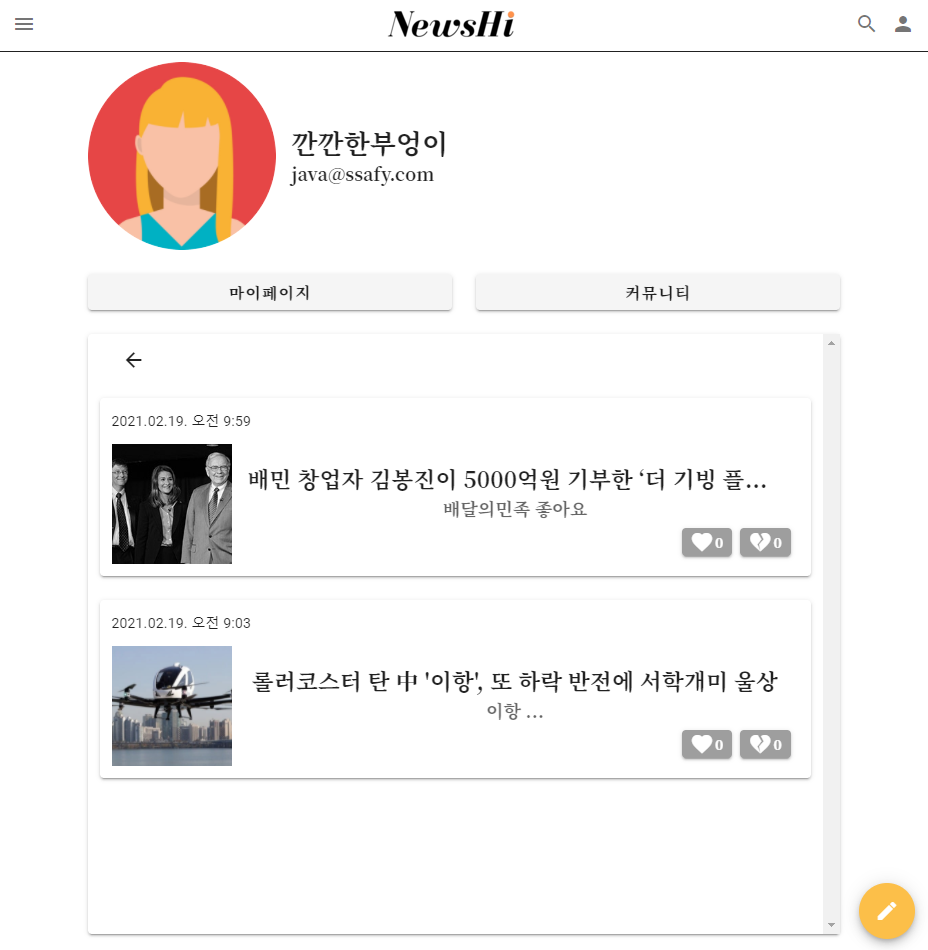 NewsHi
깐깐한부엉이
java@ssafy.com
마이페이지
커뮤니티
2021.02.19. 오전 9:59
배민 창업자 김봉진이 5000억원 기부한 ‘더 기빙 플...
배달의민족 좋아요
0 0
2021.02.19. 오전 9:03
롤러코스터 탄 中 '이항', 또 하락 반전에 서학개미 울상
이항 ...
0 0